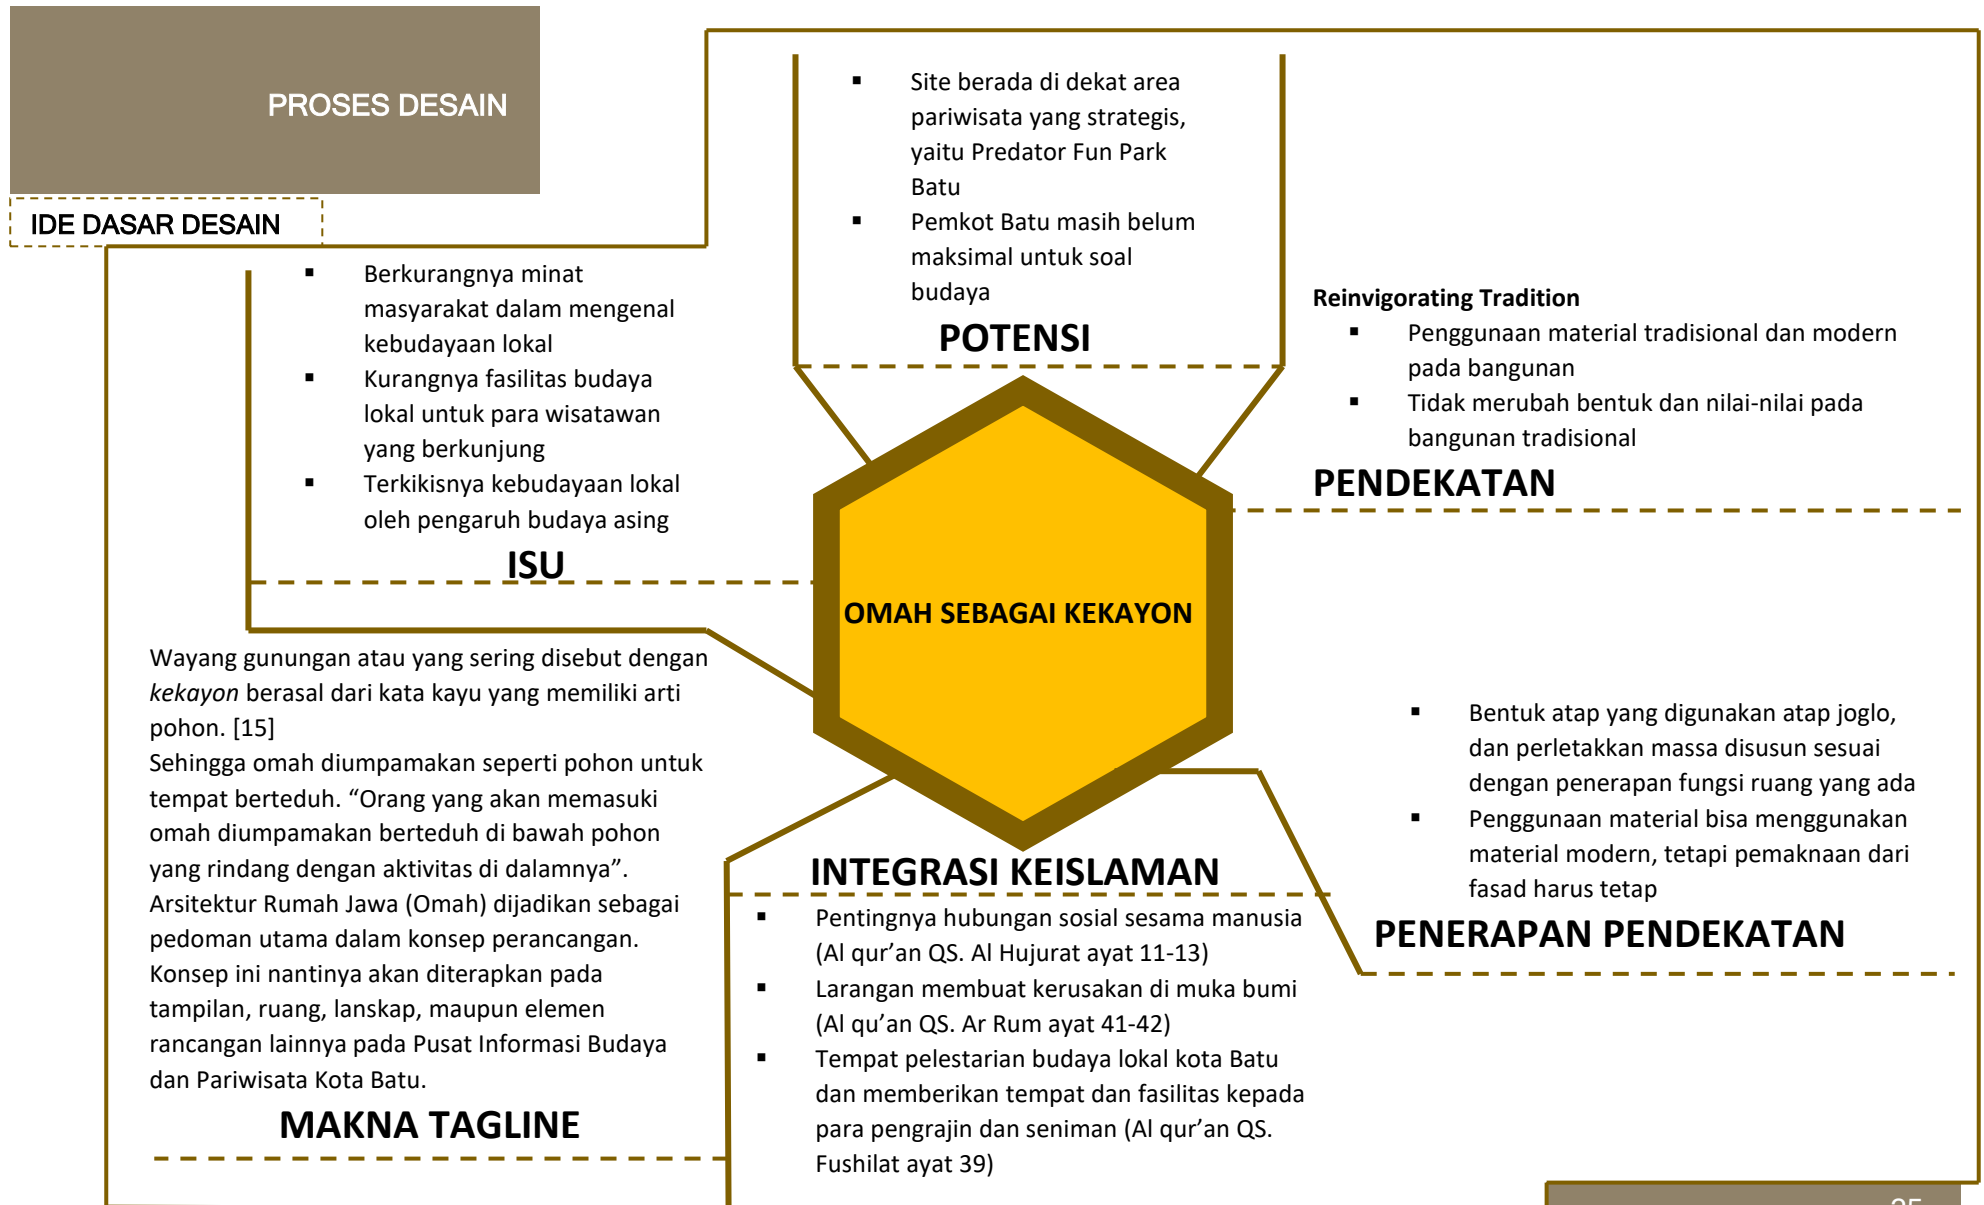 PROSES DESAIN
IDE DASAR DESAIN
▪ Site berada di dekat area
pariwisata yang strategis,
yaitu Predator Fun Park
Batu
▪ Pemkot Batu masih belum
maksimal untuk soal
budaya
POTENSI
▪ Berkurangnya minat
masyarakat dalam mengenal
kebudayaan lokal
▪ Kurangnya fasilitas budaya
lokal untuk para wisatawan
yang berkunjung
▪ Terkikisnya kebudayaan lokal
oleh pengaruh budaya asing
ISU
Reinvigorating Tradition
▪ Penggunaan material tradisional dan modern
pada bangunan
▪ Tidak merubah bentuk dan nilai-nilai pada
bangunan tradisional
PENDEKATAN
OMAH SEBAGAI KEKAYON
Wayang gunungan atau yang sering disebut dengan
kekayon berasal dari kata kayu yang memiliki arti
pohon. [15]
Sehingga omah diumpamakan seperti pohon untuk
tempat berteduh. “Orang yang akan memasuki
omah diumpamakan berteduh di bawah pohon
yang rindang dengan aktivitas di dalamnya”.
Arsitektur Rumah Jawa (Omah) dijadikan sebagai
pedoman utama dalam konsep perancangan.
Konsep ini nantinya akan diterapkan pada
tampilan, ruang, lanskap, maupun elemen
rancangan lainnya pada Pusat Informasi Budaya
dan Pariwisata Kota Batu.
MAKNA TAGLINE
INTEGRASI KEISLAMAN
▪ Pentingnya hubungan sosial sesama manusia
(Al qur’an QS. Al Hujurat ayat 11-13)
▪ Larangan membuat kerusakan di muka bumi
(Al qu’an QS. Ar Rum ayat 41-42)
▪ Tempat pelestarian budaya lokal kota Batu
dan memberikan tempat dan fasilitas kepada
para pengrajin dan seniman (Al qur’an QS.
Fushilat ayat 39)
▪ Bentuk atap yang digunakan atap joglo,
dan perletakkan massa disusun sesuai
dengan penerapan fungsi ruang yang ada
▪ Penggunaan material bisa menggunakan
material modern, tetapi pemaknaan dari
fasad harus tetap
PENERAPAN PENDEKATAN